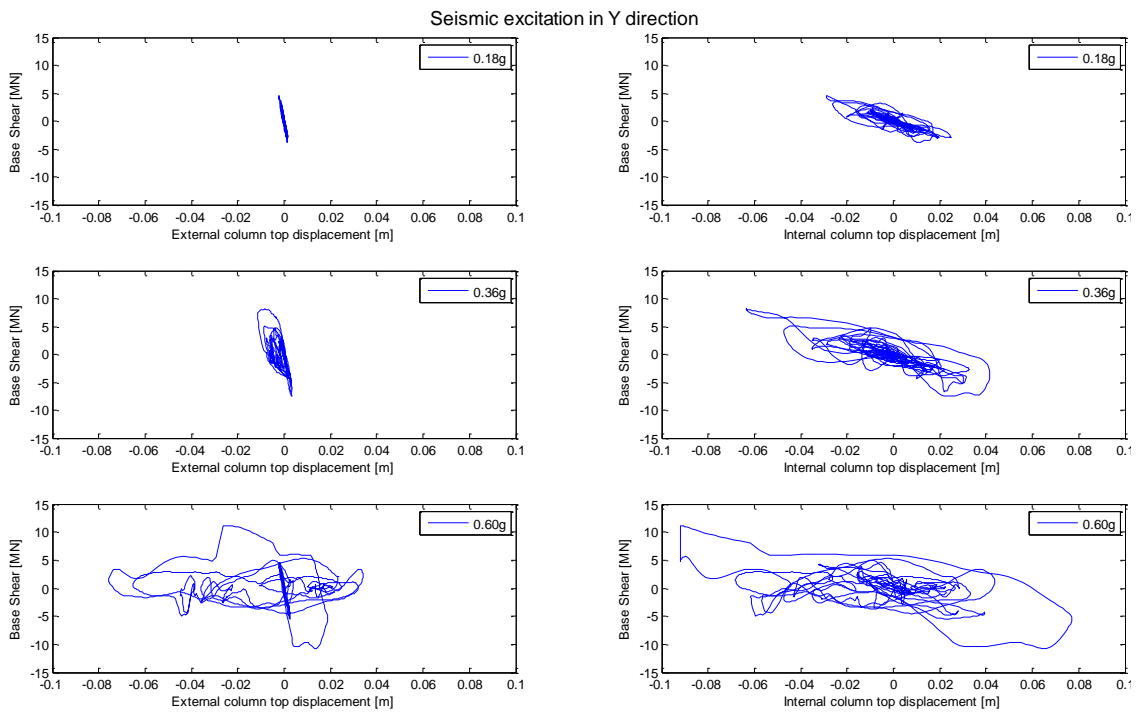 Seismic excitation in Y direction
15
10
5
0
-5
-10
-15
Base Shear [MN]
0.18g
-0.1 -0.08 -0.06 -0.04 -0.02 0 0.02 0.04 0.06 0.08 0.1
External column top displacement [m]
15
10
5
0
-5
-10
-15
Base Shear [MN]
0.18g
-0.1 -0.08 -0.06 -0.04 -0.02 0 0.02 0.04 0.06 0.08 0.1
Internal column top displacement [m]
15
10
5
0
-5
-10
-15
Base Shear [MN]
0.36g
-0.1 -0.08 -0.06 -0.04 -0.02 0 0.02 0.04 0.06 0.08 0.1
External column top displacement [m]
15
10
5
0
-5
-10
-15
Base Shear [MN]
0.36g
-0.1 -0.08 -0.06 -0.04 -0.02 0 0.02 0.04 0.06 0.08 0.1
Internal column top displacement [m]
15
10
5
0
-5
-10
-15
Base Shear [MN]
0.60g
-0.1 -0.08 -0.06 -0.04 -0.02 0 0.02 0.04 0.06 0.08 0.1
External column top displacement [m]
15
10
5
0
-5
-10
-15
Base Shear [MN]
0.60g
-0.1 -0.08 -0.06 -0.04 -0.02 0 0.02 0.04 0.06 0.08 0.1
Internal column top displacement [m]